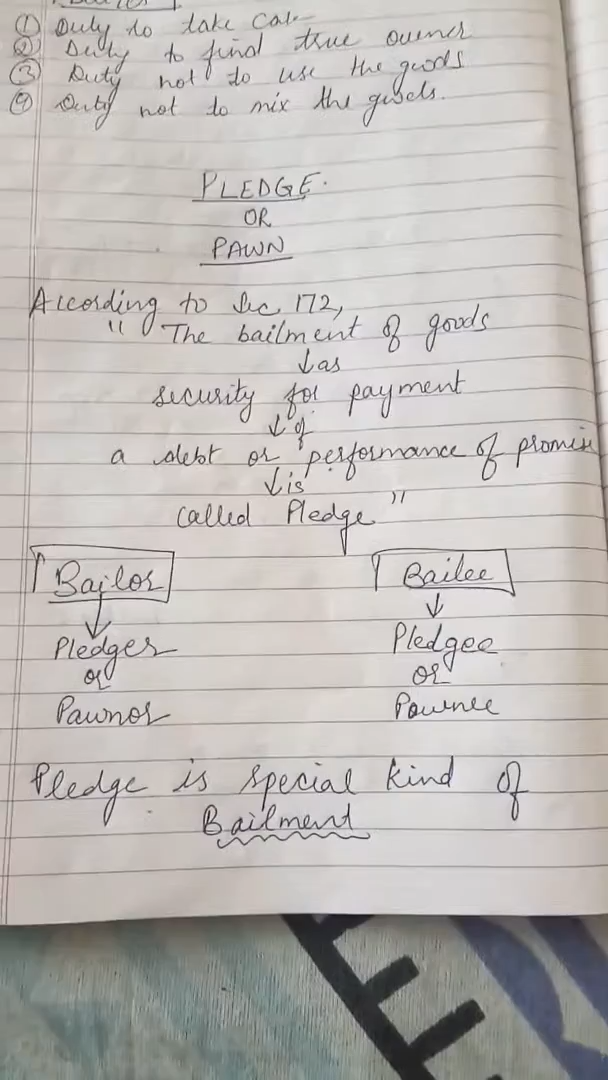 ① Duty to take care
② Duty to find true owner
③ Duty not to use the goods
④ Duty not to mix the goods.
PLEDGE.
OR
PAWN
According to Sec. 172,
" The bailment of goods
↓ as
security for payment
↓ of
a debt or performance of promise
↓ is
called Pledge "
Bailor Bailee
↓ ↓
Pledger Pledgee
or or
Pawnor Pawnee
Pledge is special kind of
Bailment